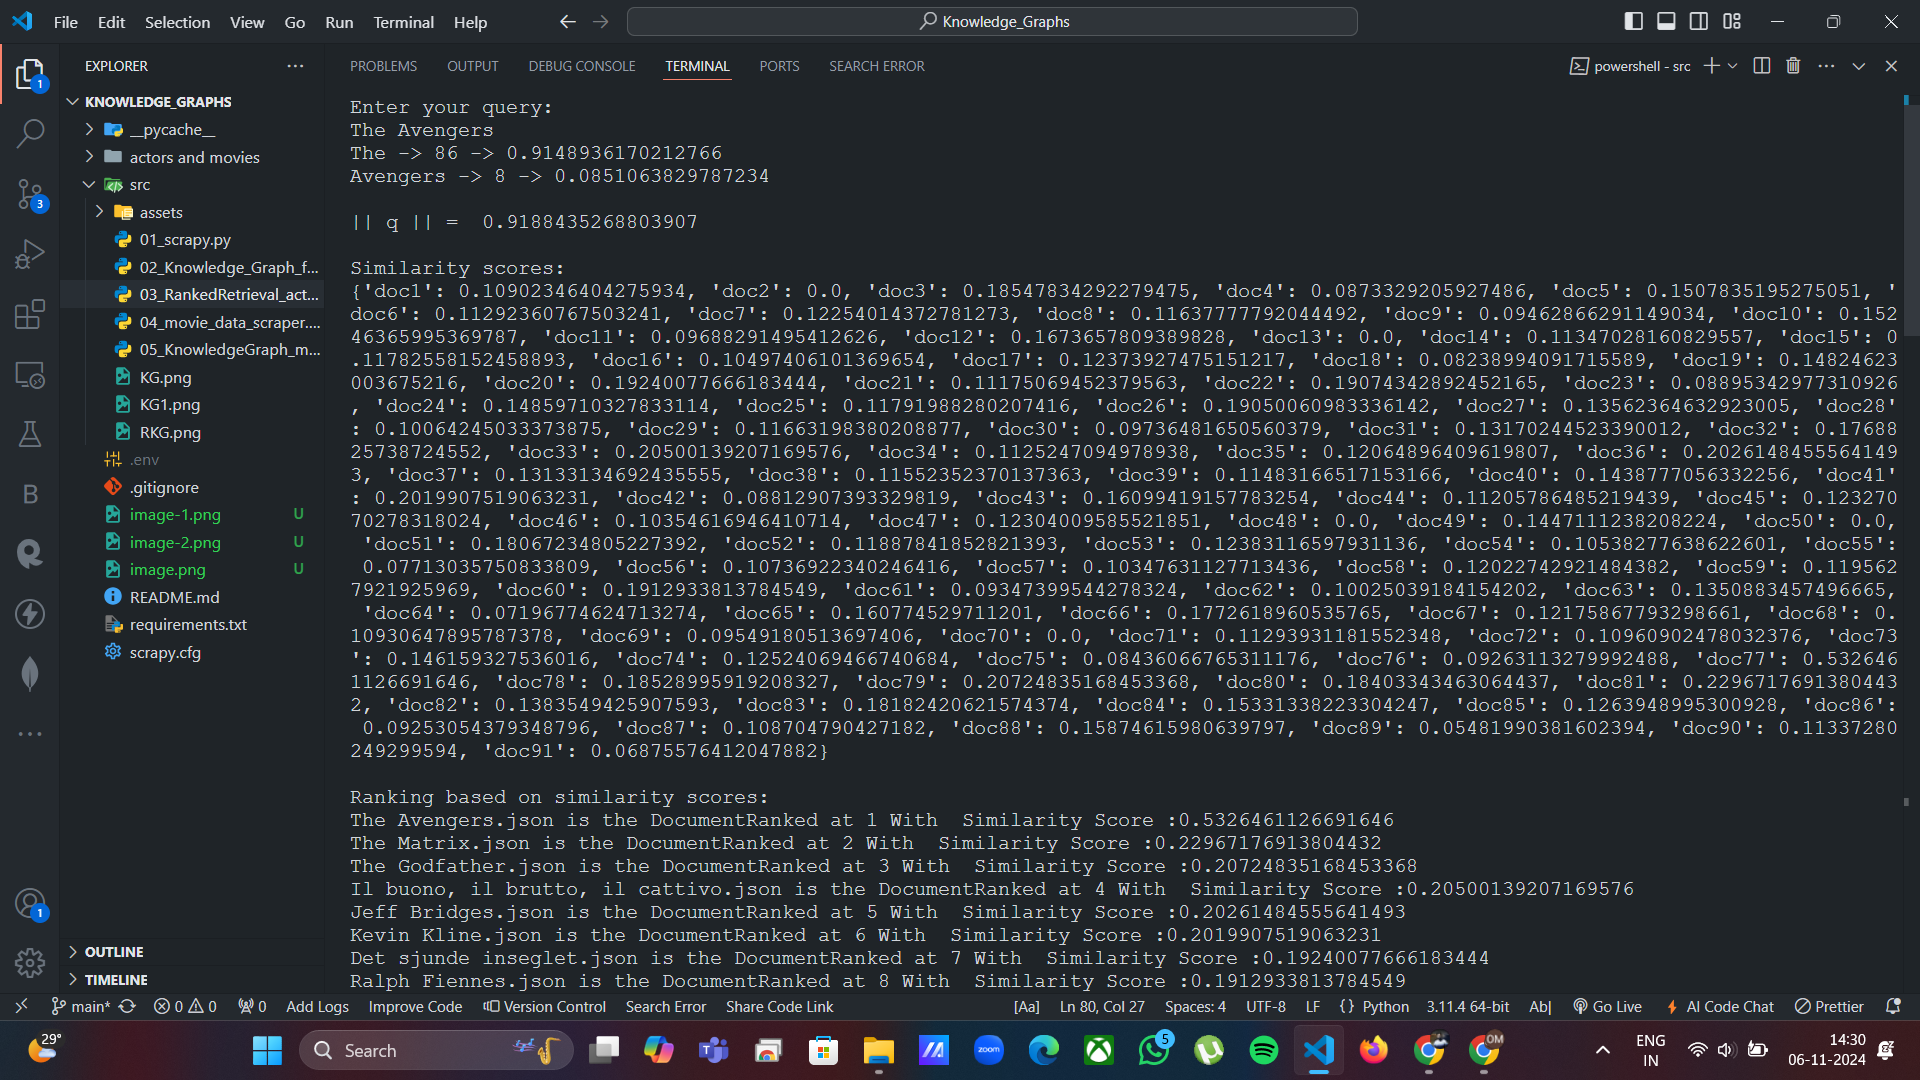 File Edit Selection View Go Run Terminal Help
Knowledge_Graphs
EXPLORER
KNOWLEDGE_GRAPHS
__pycache__
actors and movies
src
assets
01_scrapy.py
02_Knowledge_Graph_f...
03_RankedRetrieval_act...
04_movie_data_scraper....
05_KnowledgeGraph_m...
KG.png
KG1.png
RKG.png
.env
.gitignore
image-1.png U
image-2.png U
image.png U
README.md
requirements.txt
scrapy.cfg
OUTLINE
TIMELINE
1
3
B
1
PROBLEMS OUTPUT DEBUG CONSOLE TERMINAL PORTS SEARCH ERROR
powershell - src
Enter your query:
The Avengers
The -> 86 -> 0.9148936170212766
Avengers -> 8 -> 0.0851063829787234
|| q || =  0.9188435268803907
Similarity scores:
{'doc1': 0.10902346404275934, 'doc2': 0.0, 'doc3': 0.18547834292279475, 'doc4': 0.0873329205927486, 'doc5': 0.1507835195275051, '
doc6': 0.11292360767503241, 'doc7': 0.12254014372781273, 'doc8': 0.11637777792044492, 'doc9': 0.09462866291149034, 'doc10': 0.152
46365995369787, 'doc11': 0.09688291495412626, 'doc12': 0.1673657809389828, 'doc13': 0.0, 'doc14': 0.11347028160829557, 'doc15': 0
.11782558152458893, 'doc16': 0.10497406101369654, 'doc17': 0.12373927475151217, 'doc18': 0.08238994091715589, 'doc19': 0.14824623
003675216, 'doc20': 0.19240077666183444, 'doc21': 0.11175069452379563, 'doc22': 0.19074342892452165, 'doc23': 0.08895342977310926
, 'doc24': 0.14859710327833114, 'doc25': 0.11791988280207416, 'doc26': 0.19050060983336142, 'doc27': 0.13562364632923005, 'doc28'
: 0.10064245033373875, 'doc29': 0.11663198380208877, 'doc30': 0.09736481650560379, 'doc31': 0.13170244523390012, 'doc32': 0.17688
25738724552, 'doc33': 0.20500139207169576, 'doc34': 0.1125247094978938, 'doc35': 0.12064896409619807, 'doc36': 0.2026148455564149
3, 'doc37': 0.13133134692435555, 'doc38': 0.11552352370137363, 'doc39': 0.11483166517153166, 'doc40': 0.1438777056332256, 'doc41'
: 0.2019907519063231, 'doc42': 0.08812907393329819, 'doc43': 0.16099419157783254, 'doc44': 0.11205786485219439, 'doc45': 0.123270
70278318024, 'doc46': 0.10354616946410714, 'doc47': 0.12304009585521851, 'doc48': 0.0, 'doc49': 0.1447111238208224, 'doc50': 0.0,
'doc51': 0.18067234805227392, 'doc52': 0.11887841852821393, 'doc53': 0.12383116597931136, 'doc54': 0.10538277638622601, 'doc55':
0.07713035750833809, 'doc56': 0.10736922340246416, 'doc57': 0.10347631127713436, 'doc58': 0.12022742921484382, 'doc59': 0.119562
7921925969, 'doc60': 0.1912933813784549, 'doc61': 0.09347399544278324, 'doc62': 0.10025039184154202, 'doc63': 0.1350883457496665,
'doc64': 0.07196774624713274, 'doc65': 0.160774529711201, 'doc66': 0.1772618960535765, 'doc67': 0.12175867793298661, 'doc68': 0.
10930647895787378, 'doc69': 0.09549180513697406, 'doc70': 0.0, 'doc71': 0.11293931181552348, 'doc72': 0.10960902478032376, 'doc73
': 0.146159327536016, 'doc74': 0.12524069466740684, 'doc75': 0.08436066765311176, 'doc76': 0.09263113279992488, 'doc77': 0.532646
1126691646, 'doc78': 0.18528995919208327, 'doc79': 0.20724835168453368, 'doc80': 0.18403343463064437, 'doc81': 0.2296717691380443
2, 'doc82': 0.1383549425907593, 'doc83': 0.18182420621574374, 'doc84': 0.15331338223304247, 'doc85': 0.1263948995300928, 'doc86':
0.09253054379348796, 'doc87': 0.108704790427182, 'doc88': 0.15874615980639797, 'doc89': 0.05481990381602394, 'doc90': 0.11337280
249299594, 'doc91': 0.06875576412047882}
Ranking based on similarity scores:
The Avengers.json is the DocumentRanked at 1 With  Similarity Score :0.5326461126691646
The Matrix.json is the DocumentRanked at 2 With  Similarity Score :0.22967176913804432
The Godfather.json is the DocumentRanked at 3 With  Similarity Score :0.20724835168453368
Il buono, il brutto, il cattivo.json is the DocumentRanked at 4 With  Similarity Score :0.20500139207169576
Jeff Bridges.json is the DocumentRanked at 5 With  Similarity Score :0.20261484555641493
Kevin Kline.json is the DocumentRanked at 6 With  Similarity Score :0.2019907519063231
Det sjunde inseglet.json is the DocumentRanked at 7 With  Similarity Score :0.19240077666183444
Ralph Fiennes.json is the DocumentRanked at 8 With  Similarity Score :0.1912933813784549
main* 0 0 0 Add Logs Improve Code Version Control Search Error Share Code Link [Aa] Ln 80, Col 27 Spaces: 4 UTF-8 LF {} Python 3.11.4 64-bit Ab| Go Live AI Code Chat Prettier
29° Search zoom 5 OM ENG IN 14:30 06-11-2024